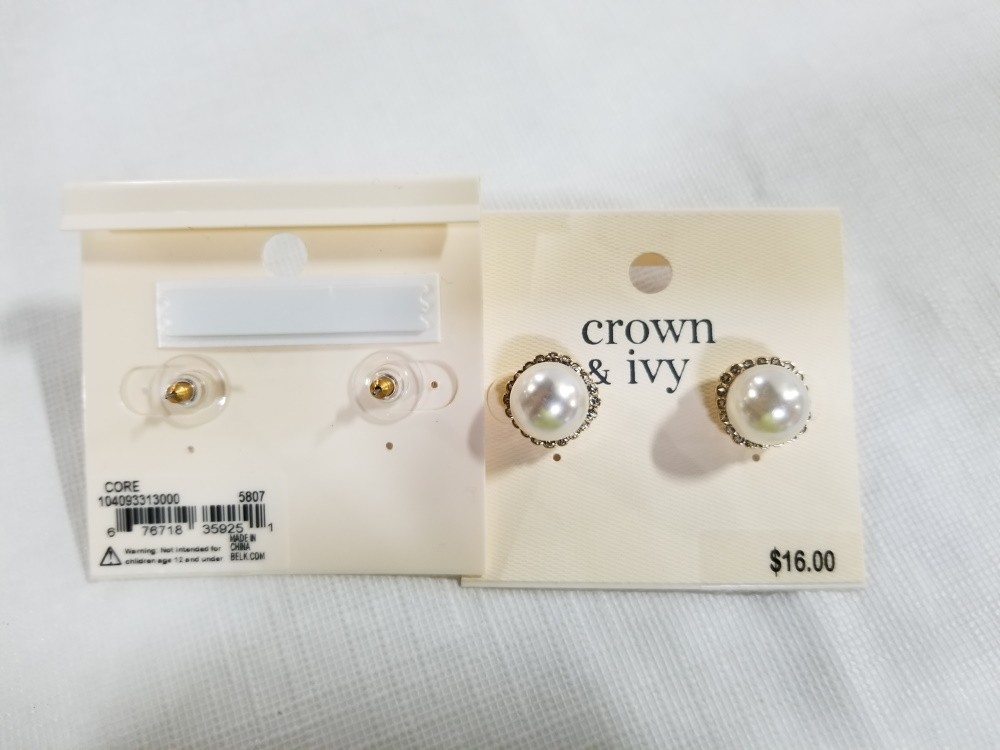 crown
& ivy
$16.00
CORE
104093313000 5807
6 76718 35925 1
Warning: Not intended for
children age 12 and under
MADE IN
CHINA
BELK.COM